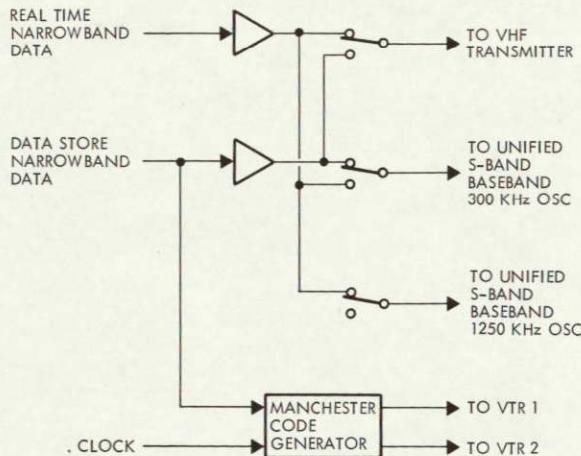 REAL TIME
NARROWBAND
DATA
TO VHF
TRANSMITTER
DATA STORE
NARROWBAND
DATA
TO UNIFIED
S-BAND
BASEBAND
300 KHz OSC
TO UNIFIED
S-BAND
BASEBAND
1250 KHz OSC
MANCHESTER
CODE
GENERATOR
TO VTR 1
. CLOCK
TO VTR 2